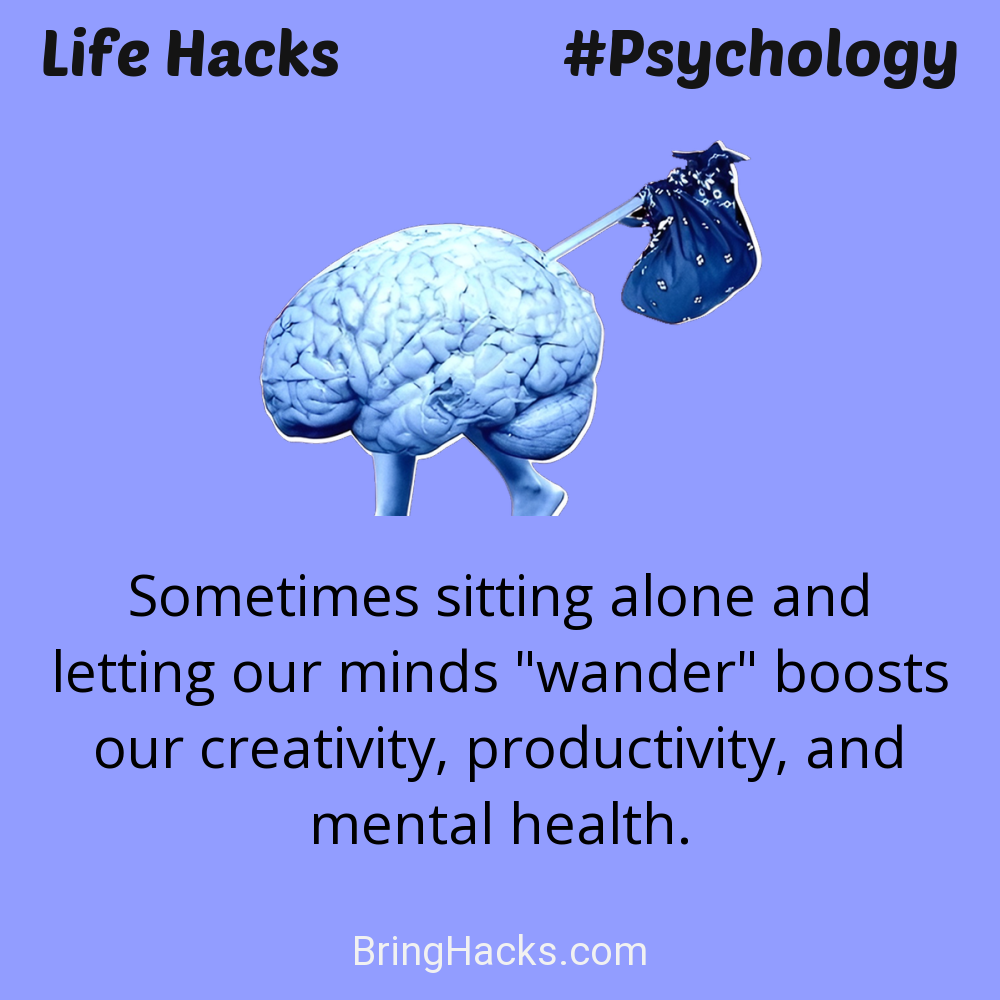 Life Hacks
#Psychology
Sometimes sitting alone and
letting our minds "wander" boosts
our creativity, productivity, and
mental health.
BringHacks.com